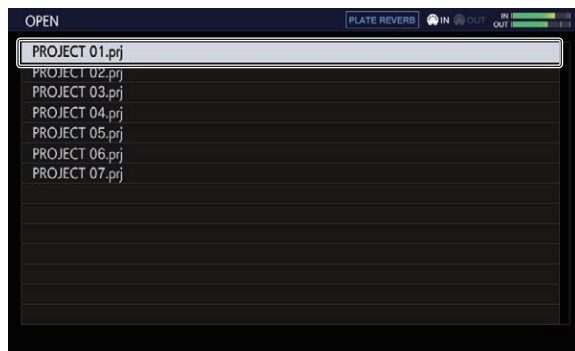 OPEN PLATE REVERB IN OUT IN
OUT
PROJECT 01.prj
PROJECT 02.prj
PROJECT 03.prj
PROJECT 04.prj
PROJECT 05.prj
PROJECT 06.prj
PROJECT 07.prj